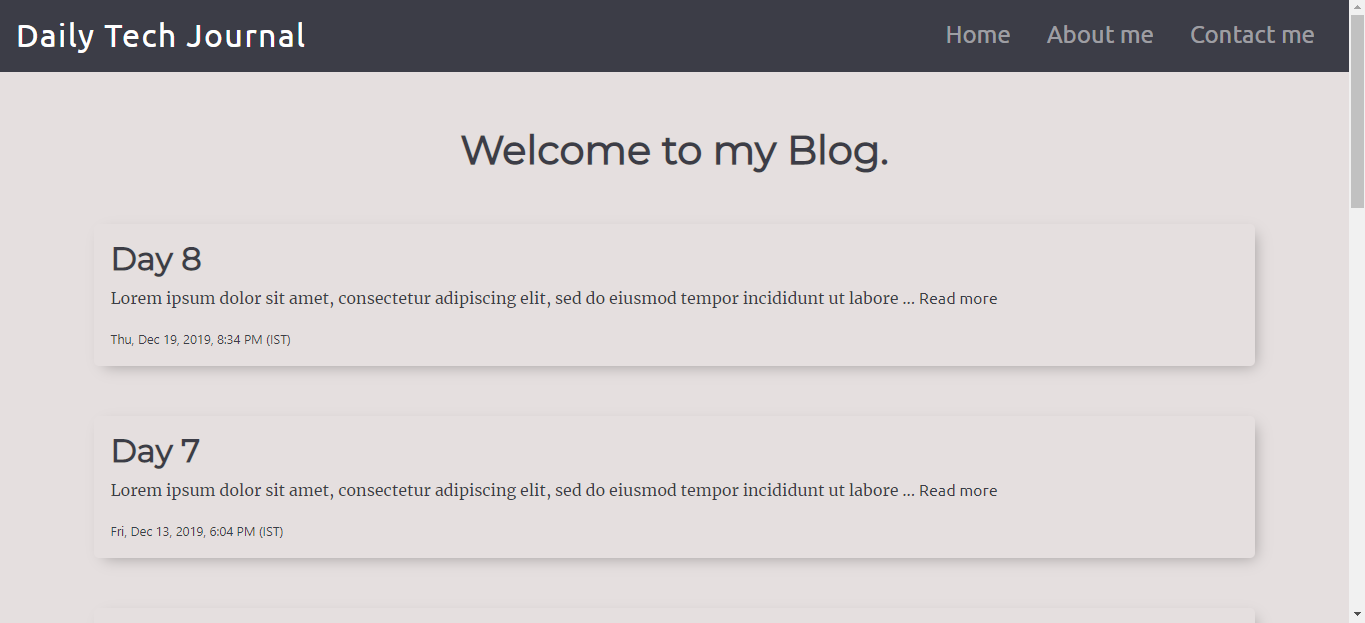 Daily Tech Journal
Home About me Contact me
Welcome to my Blog.
Day 8
Lorem ipsum dolor sit amet, consectetur adipiscing elit, sed do eiusmod tempor incididunt ut labore ... Read more
Thu, Dec 19, 2019, 8:34 PM (IST)
Day 7
Lorem ipsum dolor sit amet, consectetur adipiscing elit, sed do eiusmod tempor incididunt ut labore ... Read more
Fri, Dec 13, 2019, 6:04 PM (IST)